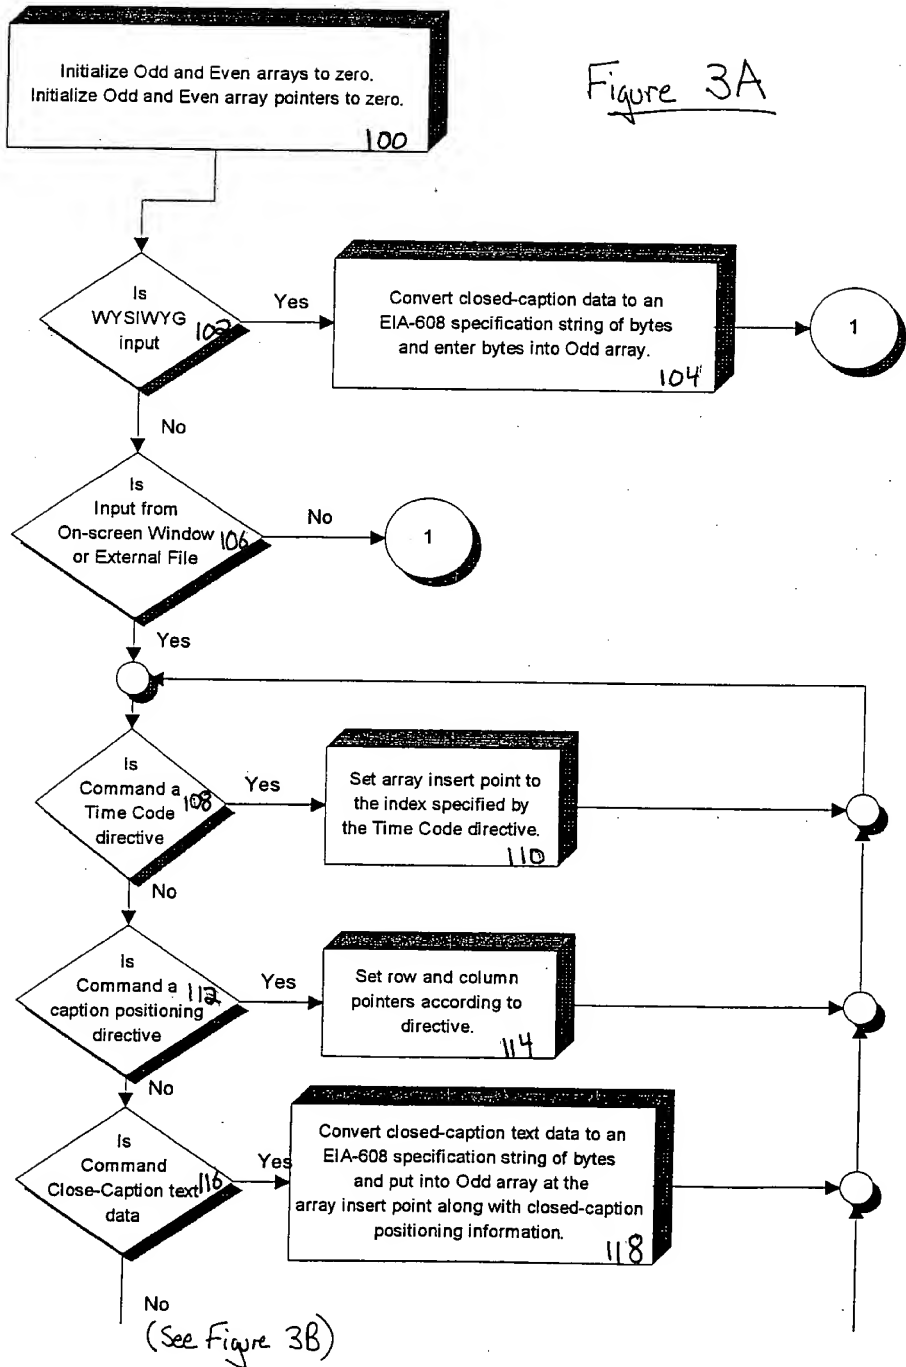 Initialize Odd and Even arrays to zero.
Initialize Odd and Even array pointers to zero.
100
Figure 3A
Is
WYSIWYG
input
102
Yes
Convert closed-caption data to an
EIA-608 specification string of bytes
and enter bytes into Odd array.
104
1
No
Is
Input from
On-screen Window
or External File
106
No
1
Yes
Is
Command a
Time Code
directive
108
Yes
Set array insert point to
the index specified by
the Time Code directive.
110
No
Is
Command a
caption positioning
directive
112
Yes
Set row and column
pointers according to
directive.
114
No
Is
Command
Close-Caption text
data
116
Yes
Convert closed-caption text data to an
EIA-608 specification string of bytes
and put into Odd array at the
array insert point along with closed-caption
positioning information.
118
No
(See Figure 3B)